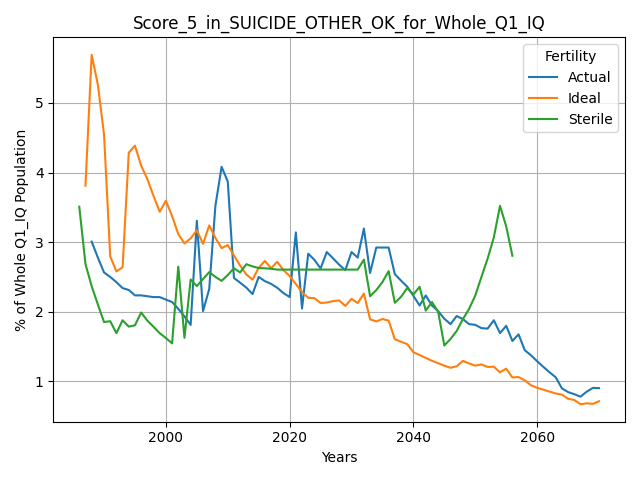 Score_5_in_SUICIDE_OTHER_OK_for_Whole_Q1_IQ
Fertility
Actual
Ideal
Sterile
% of Whole Q1_IQ Population
5
4
3
2
1
2000 2020 2040 2060
Years